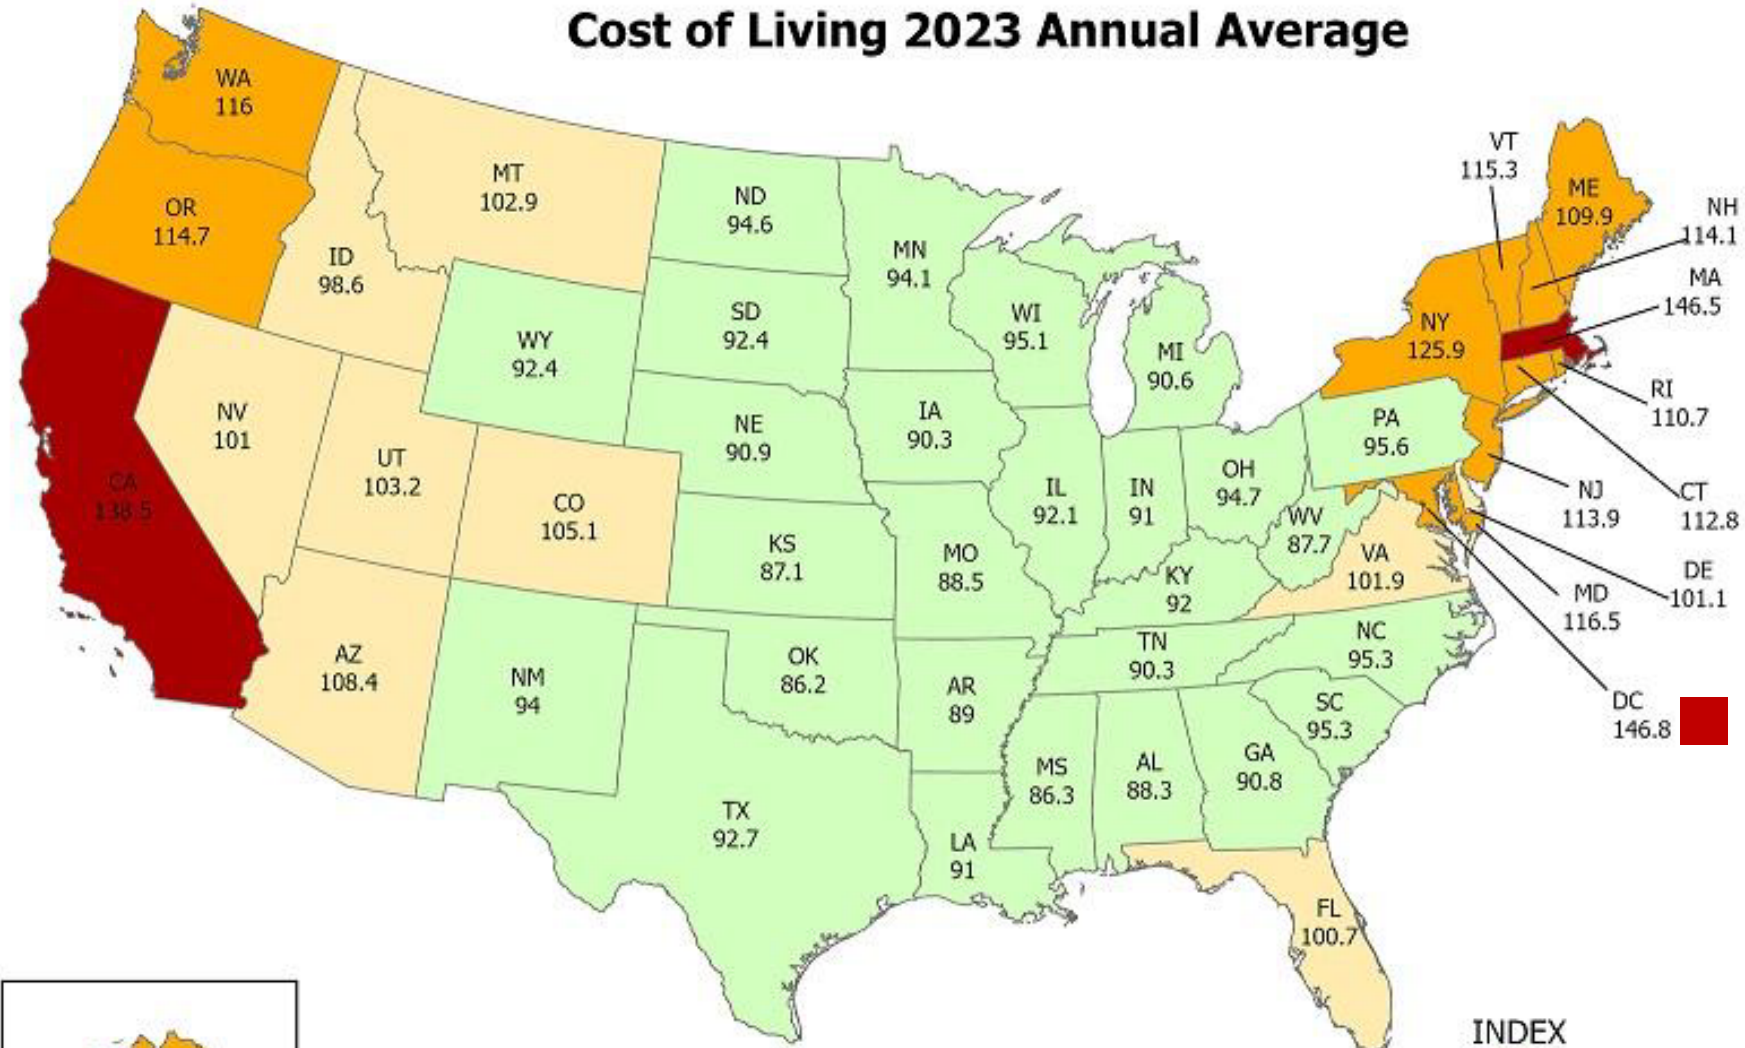 Cost of Living 2023 Annual Average
WA
116
OR
114.7
CA
138.5
ID
98.6
NV
101
MT
102.9
WY
92.4
UT
103.2
CO
105.1
AZ
108.4
NM
94
ND
94.6
SD
92.4
NE
90.9
KS
87.1
OK
86.2
TX
92.7
MN
94.1
IA
90.3
MO
88.5
AR
89
LA
91
WI
95.1
IL
92.1
MI
90.6
IN
91
OH
94.7
KY
92
TN
90.3
MS
86.3
AL
88.3
GA
90.8
FL
100.7
SC
95.3
NC
95.3
VA
101.9
WV
87.7
PA
95.6
NY
125.9
VT
115.3
ME
109.9
NH
114.1
MA
146.5
RI
110.7
CT
112.8
NJ
113.9
DE
101.1
MD
116.5
DC
146.8
INDEX